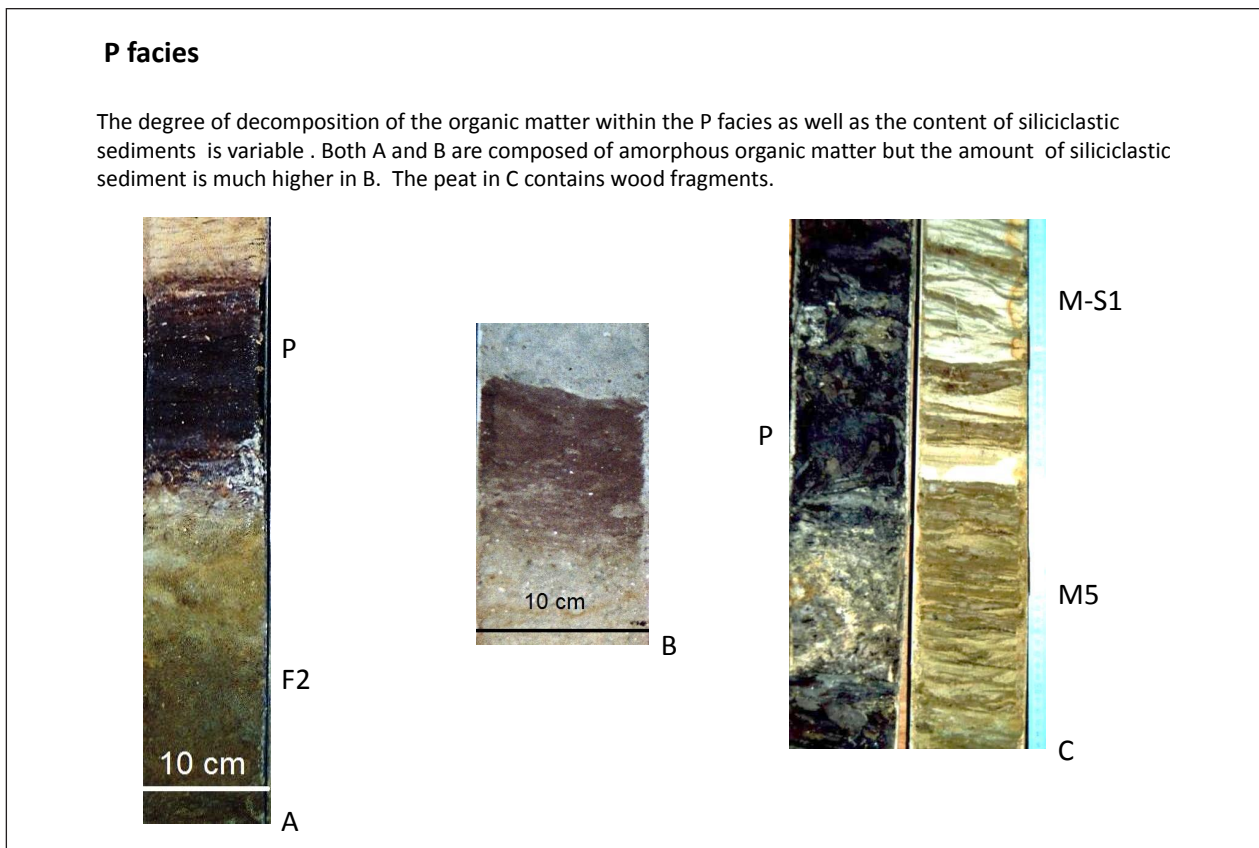 P facies
The degree of decomposition of the organic matter within the P facies as well as the content of siliciclastic
sediments  is variable . Both A and B are composed of amorphous organic matter but the amount  of siliciclastic
sediment is much higher in B.  The peat in C contains wood fragments.
P
F2
10 cm
A
10 cm
B
P
M-S1
M5
C